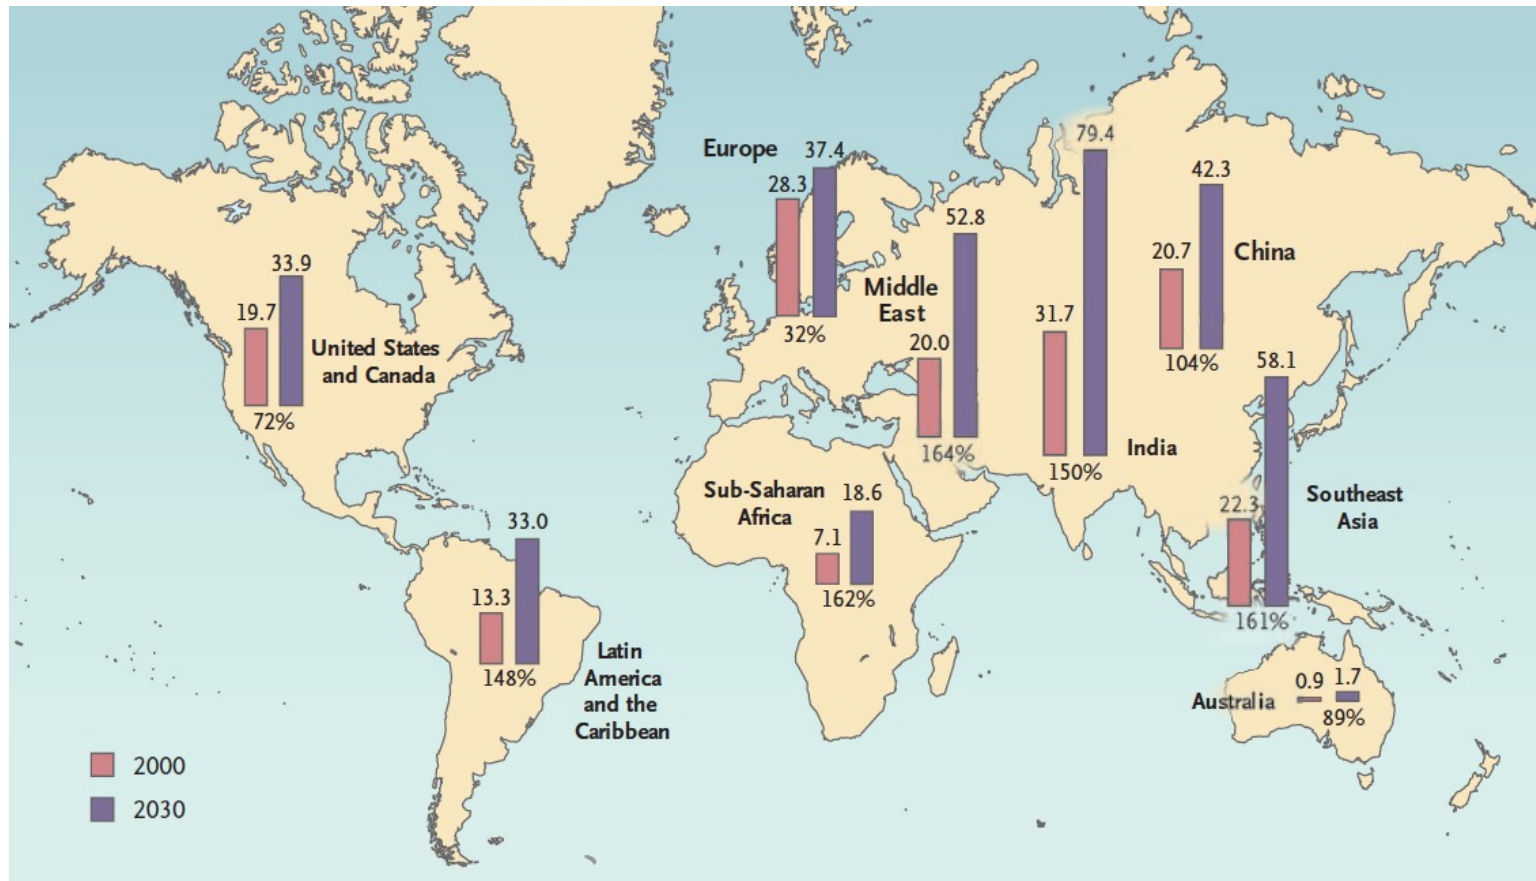 Europe
28.3
37.4
32%
Middle
East
20.0
52.8
164%
31.7
79.4
150%
India
20.7
42.3
104%
China
19.7
33.9
72%
United States
and Canada
Sub-Saharan
Africa
7.1
18.6
162%
22.3
58.1
161%
Southeast
Asia
13.3
33.0
148%
Latin
America
and the
Caribbean
Australia
0.9
1.7
89%
2000
2030